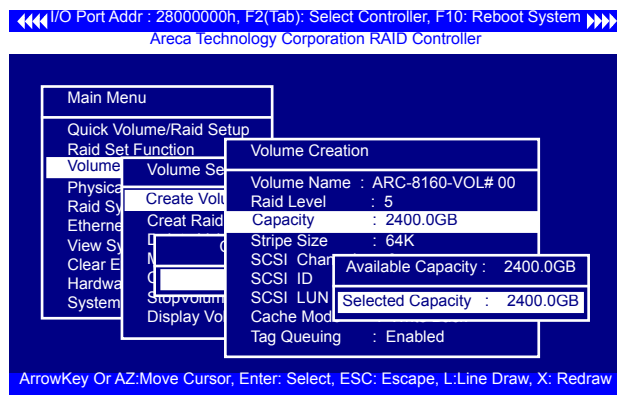 I/O Port Addr : 28000000h, F2(Tab): Select Controller, F10: Reboot System
Areca Technology Corporation RAID Controller
Main Menu
Quick Volume/Raid Setup
Raid Set Function
Volume
Physica
Raid Sy
Etherne
View Sy
Clear E
Hardwa
System
Volume Se
Create Volu
Creat Raid
StopVolum
Display Vo
Volume Creation
Volume Name : ARC-8160-VOL# 00
Raid Level : 5
Capacity : 2400.0GB
Stripe Size : 64K
SCSI Chan
SCSI ID
SCSI LUN
Cache Mode
Tag Queuing : Enabled
Available Capacity : 2400.0GB
Selected Capacity : 2400.0GB
ArrowKey Or AZ:Move Cursor, Enter: Select, ESC: Escape, L:Line Draw, X: Redraw